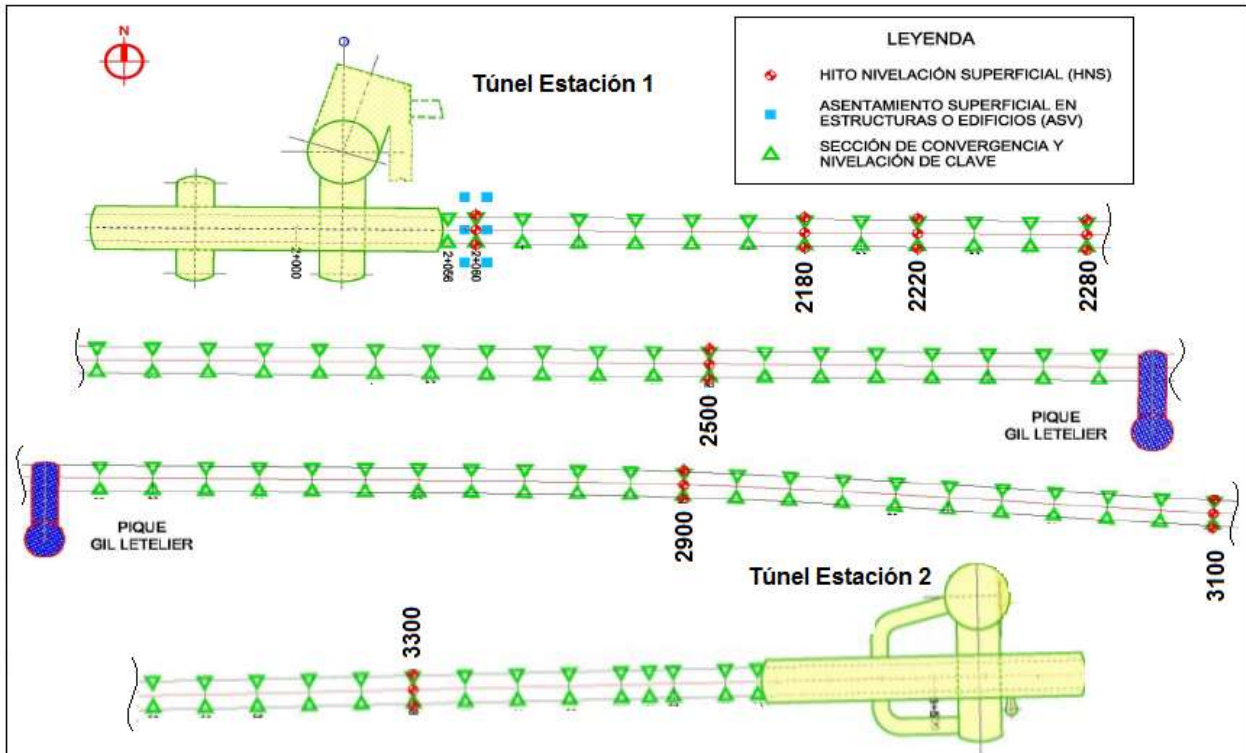 N
LEYENDA
HITO NIVELACIÓN SUPERFICIAL (HNS)
ASENTAMIENTO SUPERFICIAL EN
ESTRUCTURAS O EDIFICIOS (ASV)
SECCIÓN DE CONVERGENCIA Y
NIVELACIÓN DE CLAVE
Túnel Estación 1
2+000
2+056
2+060
2180
2220
2280
2500
PIQUE
GIL LETELIER
PIQUE
GIL LETELIER
2900
3100
Túnel Estación 2
3300